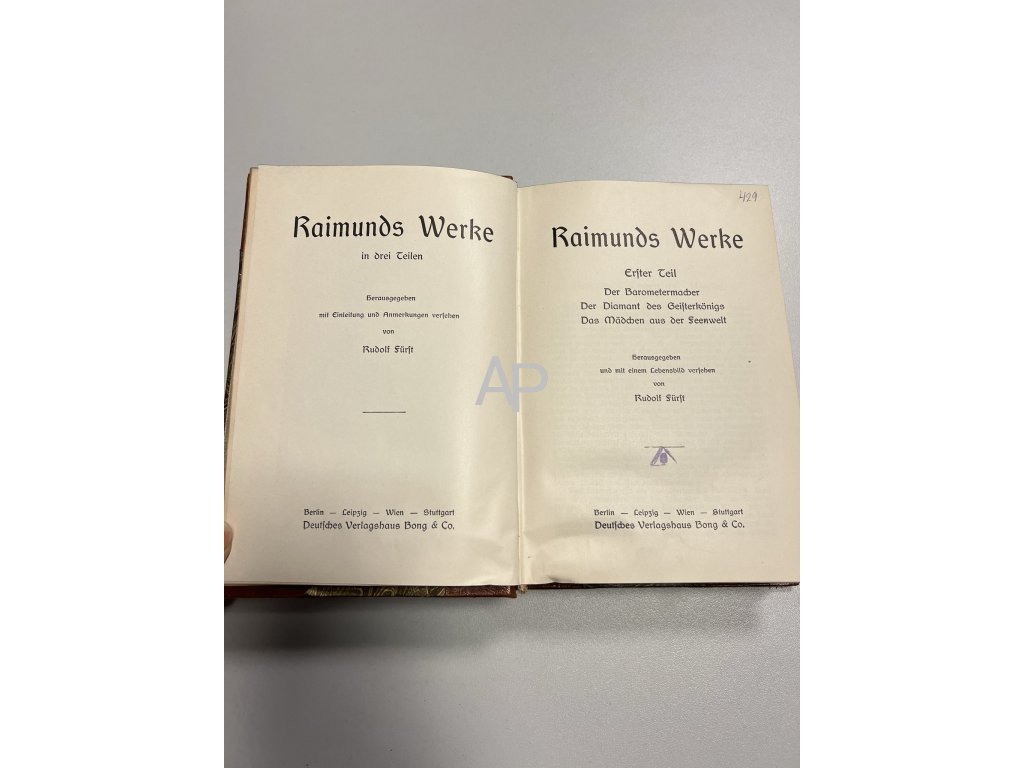 Raimunds Werke
in drei Teilen
Herausgegeben
mit Einleitung und Anmerkungen versehen
von
Rudolf Fürst
Berlin — Leipzig — Wien — Stuttgart
Deutsches Verlagshaus Bong & Co.
429
Raimunds Werke
Erster Teil
Der Barometermacher
Der Diamant des Geisterkönigs
Das Mädchen aus der Feenwelt
Herausgegeben
und mit einem Lebensbild versehen
von
Rudolf Fürst
Berlin — Leipzig — Wien — Stuttgart
Deutsches Verlagshaus Bong & Co.
AP